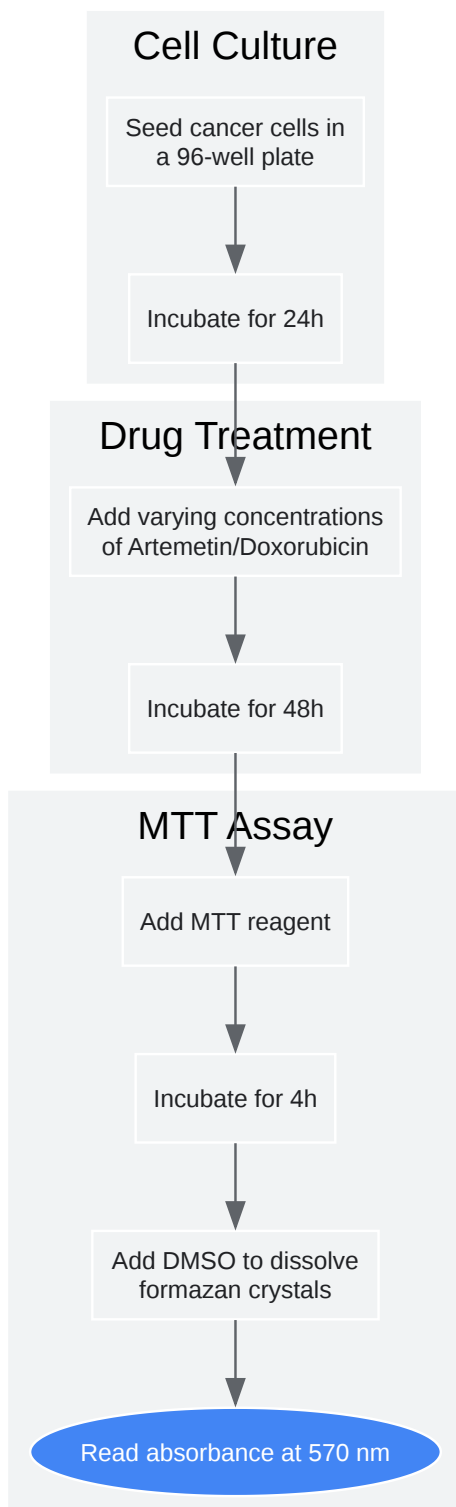 Cell Culture
Seed cancer cells in
a 96-well plate
Incubate for 24h
Drug Treatment
Add varying concentrations
of Artemetin/Doxorubicin
Incubate for 48h
MTT Assay
Add MTT reagent
Incubate for 4h
Add DMSO to dissolve
formazan crystals
Read absorbance at 570 nm